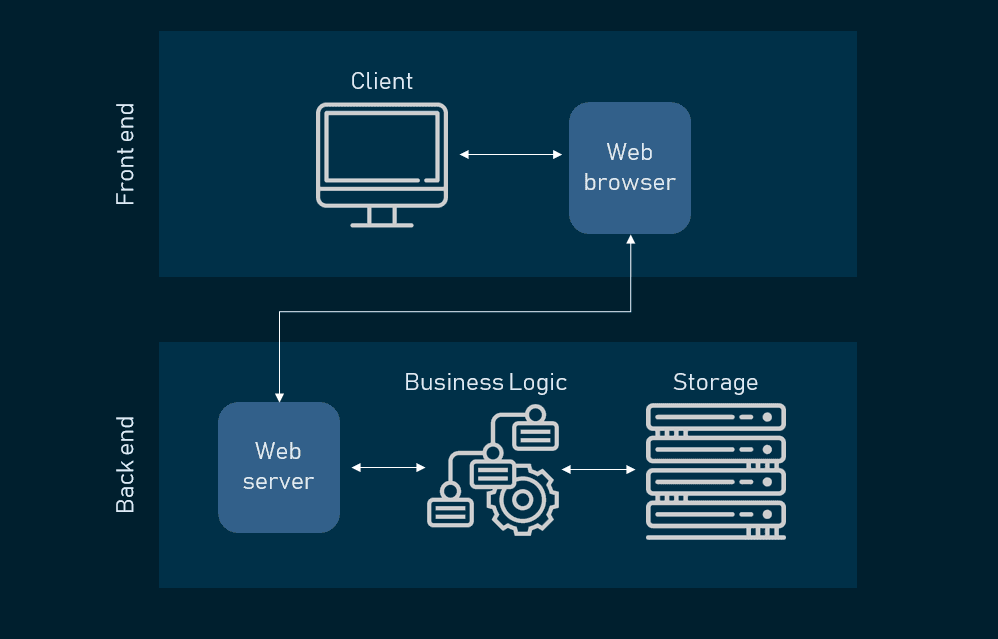 Front end
Client
Web
browser
Back end
Business Logic
Storage
Web
server